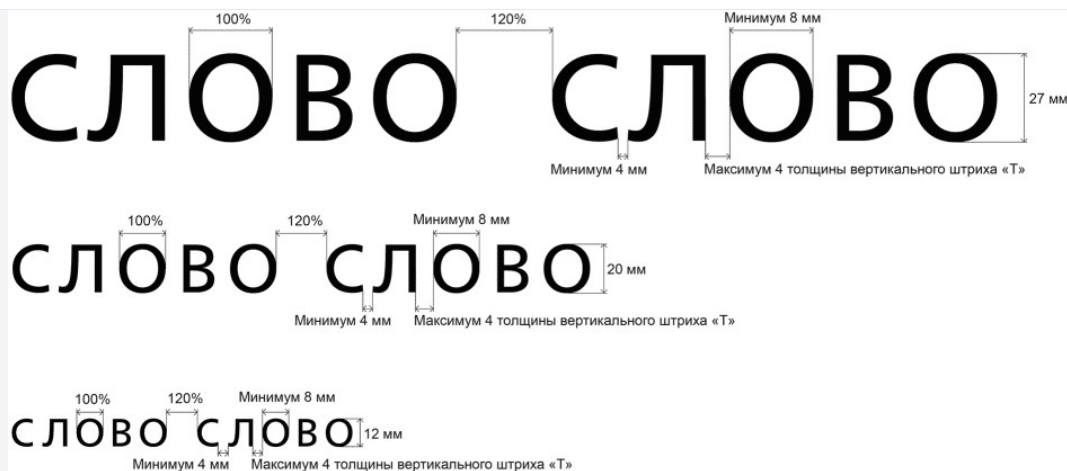 100% 120% Минимум 8 мм
СЛОВО СЛОВО
27 мм
Минимум 4 мм Максимум 4 толщины вертикального штриха «Т»
100% 120% Минимум 8 мм
СЛОВО СЛОВО
20 мм
Минимум 4 мм Максимум 4 толщины вертикального штриха «Т»
100% 120% Минимум 8 мм
СЛОВО СЛОВО
12 мм
Минимум 4 мм Максимум 4 толщины вертикального штриха «Т»